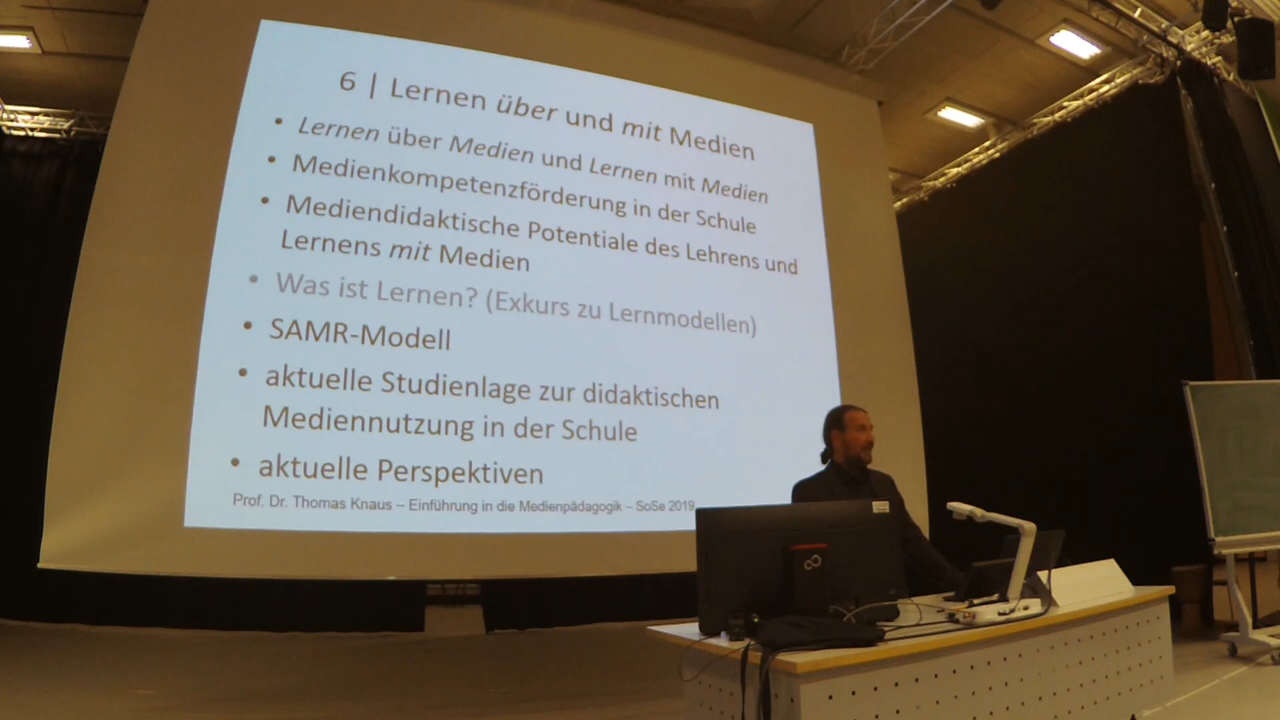 6 | Lernen über und mit Medien
• Lernen über Medien und Lernen mit Medien
• Medienkompetenzförderung in der Schule
• Mediendidaktische Potentiale des Lehrens und
Lernens mit Medien
• Was ist Lernen? (Exkurs zu Lernmodellen)
• SAMR-Modell
• aktuelle Studienlage zur didaktischen
Mediennutzung in der Schule
• aktuelle Perspektiven
Prof. Dr. Thomas Knaus – Einführung in die Medienpädagogik – SoSe 2019